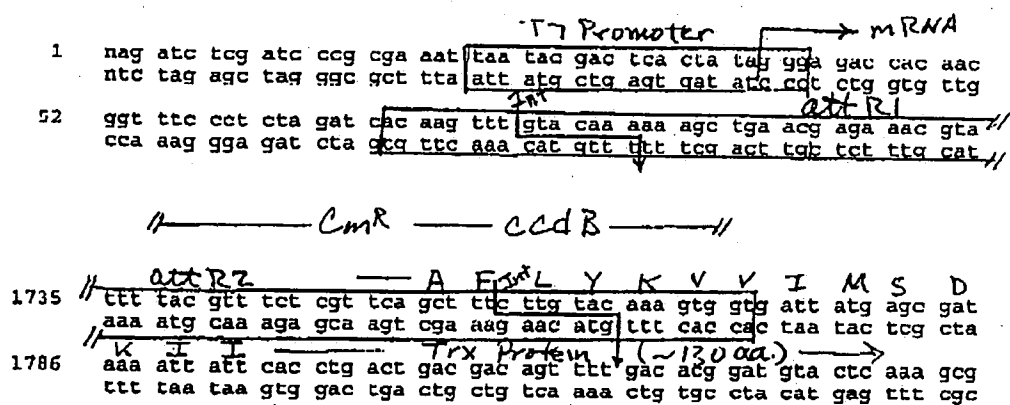 T7 Promoter mRNA
1 nag atc tcg atc ccg cga aat taa tac gac tca cta tag gga gac cac aac
ntc tag agc tag ggc gct tta att atg ctg agt gat atc cct ctg gtg ttg
Int attR1
52 ggt ttc cct cta gat cac aag ttt gta caa aaa agc tga acg aga aac gta
cca aag gga gat cta gtg ttc aaa cat gtt ttt tcg act tgc tct ttg cat
CmR ccdB
attR2 A F Int L Y K V V I M S D
1735 ttt tac gtt tct cgt tca gct ttc ttg tac aaa gtg gtg att atg agc gat
aaa atg caa aga gca agt cga aag aac atg ttt cac cac taa tac tcg cta
K I I Trx Protein (~120 aa.)
1786 aaa att att cac ctg act gac gac agt ttt gac acg gat gta ctc aaa gcg
ttt taa taa gtg gac tga ctg ctg tca aaa ctg tgc cta cat gag ttt cgc